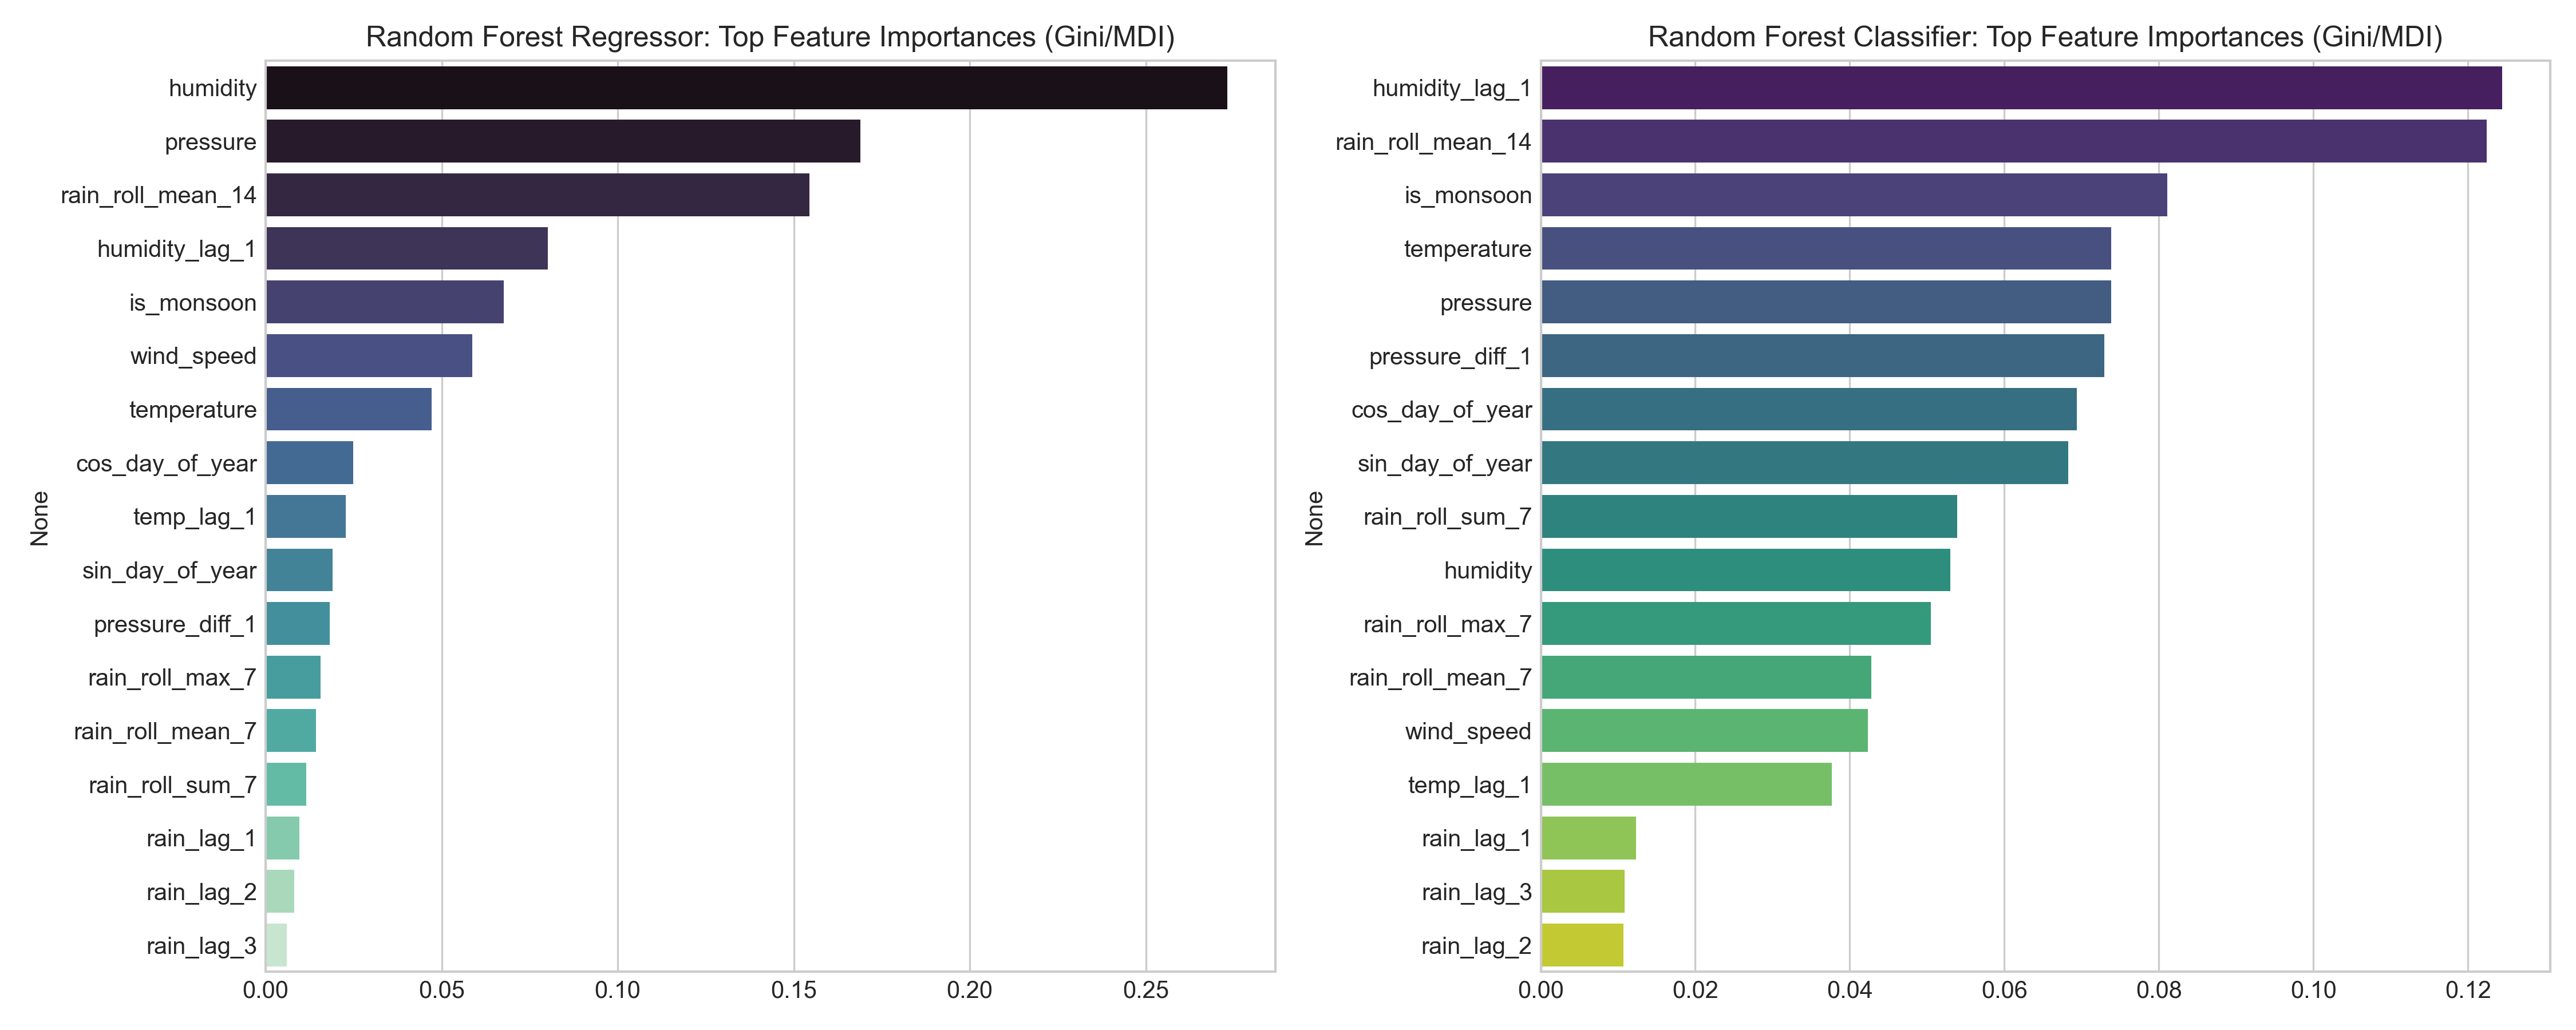 Random Forest Regressor: Top Feature Importances (Gini/MDI)
None
humidity
pressure
rain_roll_mean_14
humidity_lag_1
is_monsoon
wind_speed
temperature
cos_day_of_year
temp_lag_1
sin_day_of_year
pressure_diff_1
rain_roll_max_7
rain_roll_mean_7
rain_roll_sum_7
rain_lag_1
rain_lag_2
rain_lag_3
0.00 0.05 0.10 0.15 0.20 0.25
Random Forest Classifier: Top Feature Importances (Gini/MDI)
None
humidity_lag_1
rain_roll_mean_14
is_monsoon
temperature
pressure
pressure_diff_1
cos_day_of_year
sin_day_of_year
rain_roll_sum_7
humidity
rain_roll_max_7
rain_roll_mean_7
wind_speed
temp_lag_1
rain_lag_1
rain_lag_3
rain_lag_2
0.00 0.02 0.04 0.06 0.08 0.10 0.12